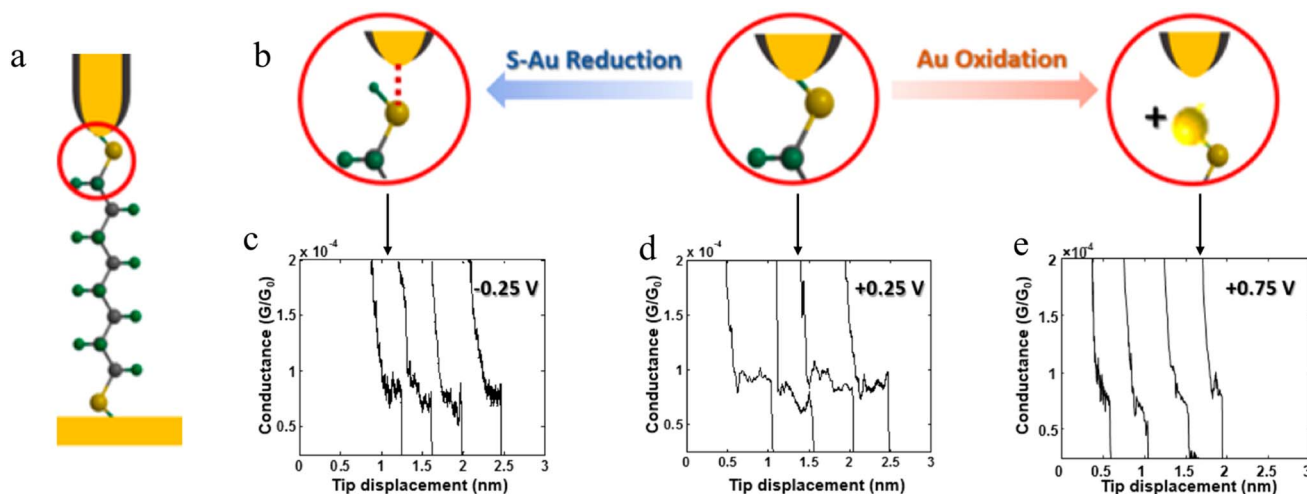 a
b
S-Au Reduction
Au Oxidation
+
c
× 10⁻⁴
2
1.5
1
0.5
-0.25 V
0 0.5 1 1.5 2 2.5 3
Conductance (G/G₀)
Tip displacement (nm)
d
× 10⁻⁴
2
1.5
1
0.5
+0.25 V
0 0.5 1 1.5 2 2.5 3
Conductance (G/G₀)
Tip displacement (nm)
e
× 10⁻⁴
2
1.5
1
0.5
+0.75 V
0 0.5 1 1.5 2 2.5 3
Conductance (G/G₀)
Tip displacement (nm)